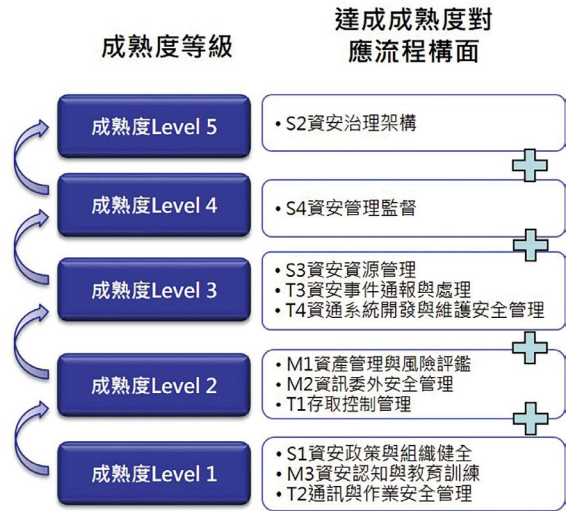 成熟度等級
達成成熟度對
應流程構面
成熟度Level 5
• S2資安治理架構
成熟度Level 4
• S4資安管理監督
成熟度Level 3
• S3資安資源管理
• T3資安事件通報與處理
• T4資通系統開發與維護安全管理
成熟度Level 2
• M1資產管理與風險評鑑
• M2資訊委外安全管理
• T1存取控制管理
成熟度Level 1
• S1資安政策與組織健全
• M3資安認知與教育訓練
• T2通訊與作業安全管理